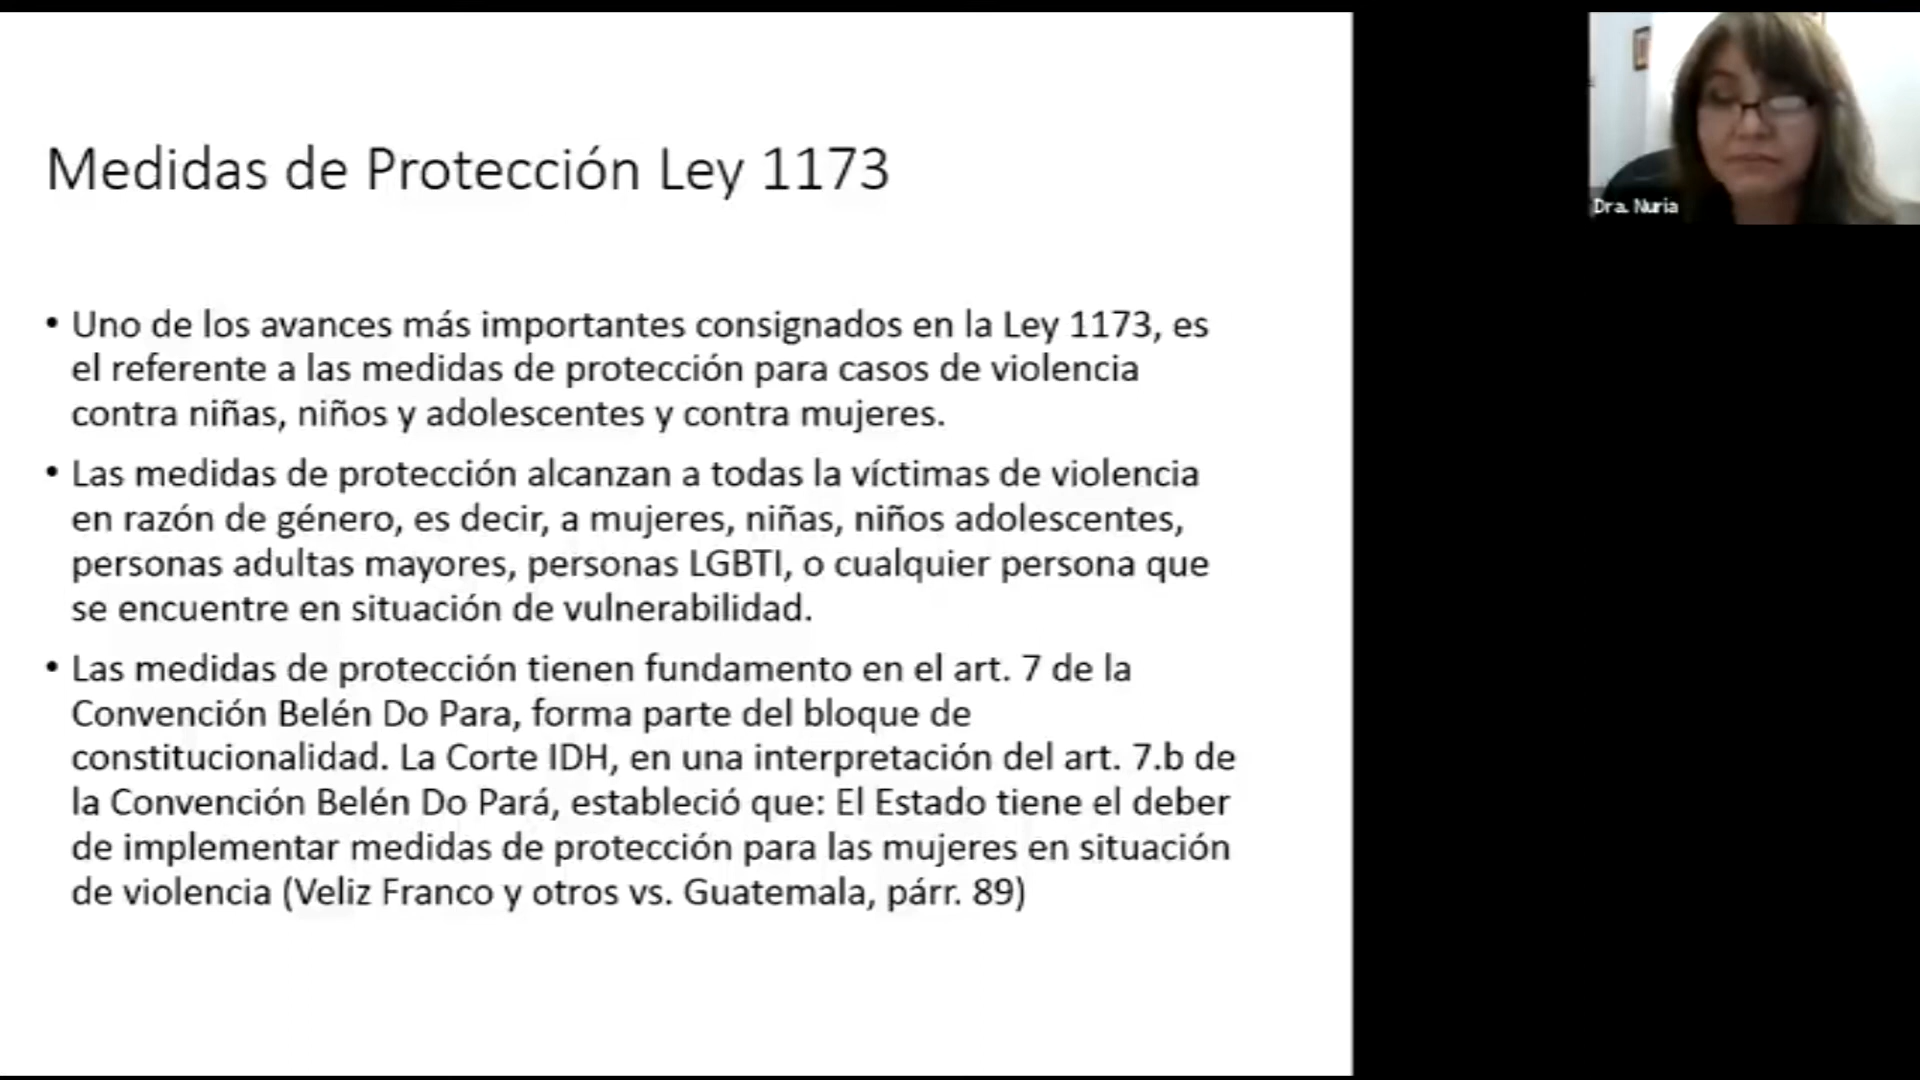 Medidas de Protección Ley 1173
• Uno de los avances más importantes consignados en la Ley 1173, es
el referente a las medidas de protección para casos de violencia
contra niñas, niños y adolescentes y contra mujeres.
• Las medidas de protección alcanzan a todas la víctimas de violencia
en razón de género, es decir, a mujeres, niñas, niños adolescentes,
personas adultas mayores, personas LGBTI, o cualquier persona que
se encuentre en situación de vulnerabilidad.
• Las medidas de protección tienen fundamento en el art. 7 de la
Convención Belén Do Para, forma parte del bloque de
constitucionalidad. La Corte IDH, en una interpretación del art. 7.b de
la Convención Belén Do Pará, estableció que: El Estado tiene el deber
de implementar medidas de protección para las mujeres en situación
de violencia (Veliz Franco y otros vs. Guatemala, párr. 89)
Dra. Nuria